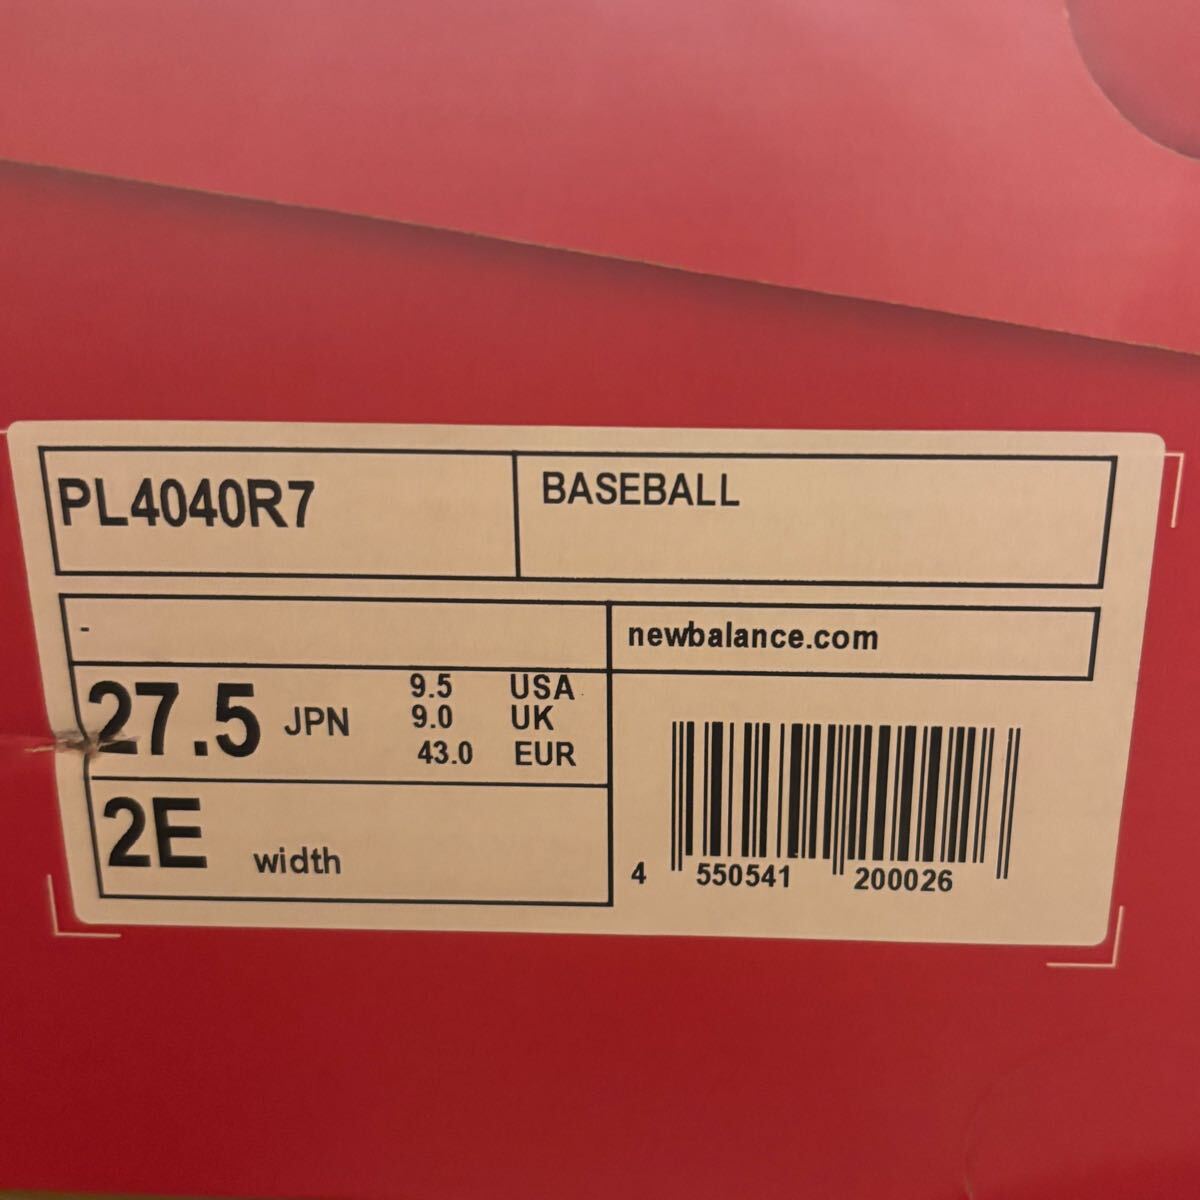 PL4040R7
BASEBALL
-
newbalance.com
27.5 JPN
9.5 USA
9.0 UK
43.0 EUR
2E width
4 550541 200026